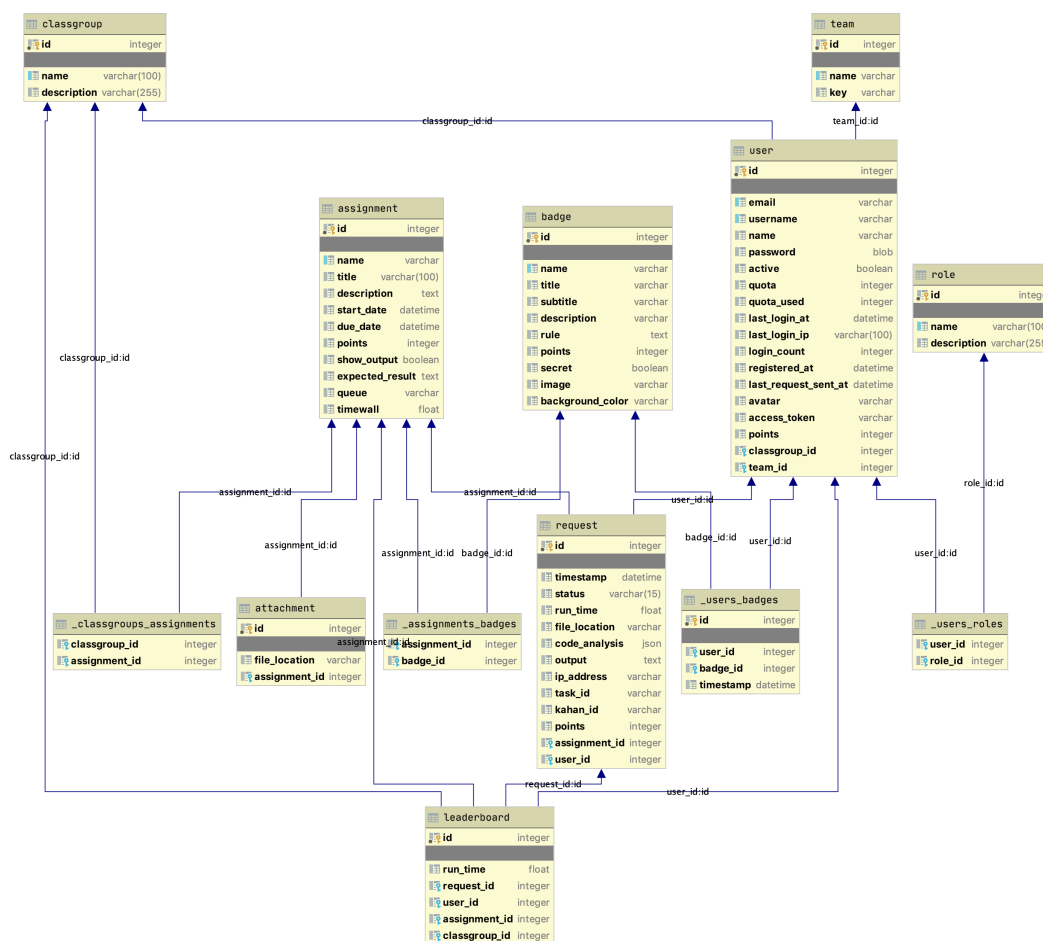 classgroup
id integer
name varchar(100)
description varchar(255)
team
id integer
name varchar
key varchar
classgroup_id:id
team_id:id
user
id integer
email varchar
username varchar
name varchar
password blob
active boolean
quota integer
quota_used integer
last_login_at datetime
last_login_ip varchar(100)
login_count integer
registered_at datetime
last_request_sent_at datetime
avatar varchar
access_token varchar
points integer
classgroup_id integer
team_id integer
assignment
id integer
name varchar
title varchar(100)
description text
start_date datetime
due_date datetime
points integer
show_output boolean
expected_result text
queue varchar
timewall float
badge
id integer
name varchar
title varchar
subtitle varchar
description varchar
rule text
points integer
secret boolean
image varchar
background_color varchar
role
id intege
name varchar(100
description varchar(255
classgroup_id:id
classgroup_id:id
assignment_id:id
assignment_id:id
user_id:id
role_id:id
assignment_id:id
assignment_id:id
badge_id:id
badge_id:id
user_id:id
user_id:id
request
id integer
timestamp datetime
status varchar(15)
run_time float
file_location varchar
code_analysis json
output text
ip_address varchar
task_id varchar
kahan_id varchar
points integer
assignment_id integer
user_id integer
_classgroups_assignments
classgroup_id integer
assignment_id integer
attachment
id integer
file_location varchar
assignment_id integer
assignment_id:id
_assignments_badges
assignment_id integer
badge_id integer
_users_badges
id integer
user_id integer
badge_id integer
timestamp datetime
_users_roles
user_id integer
role_id integer
request_id:id
user_id:id
leaderboard
id integer
run_time float
request_id integer
user_id integer
assignment_id integer
classgroup_id integer